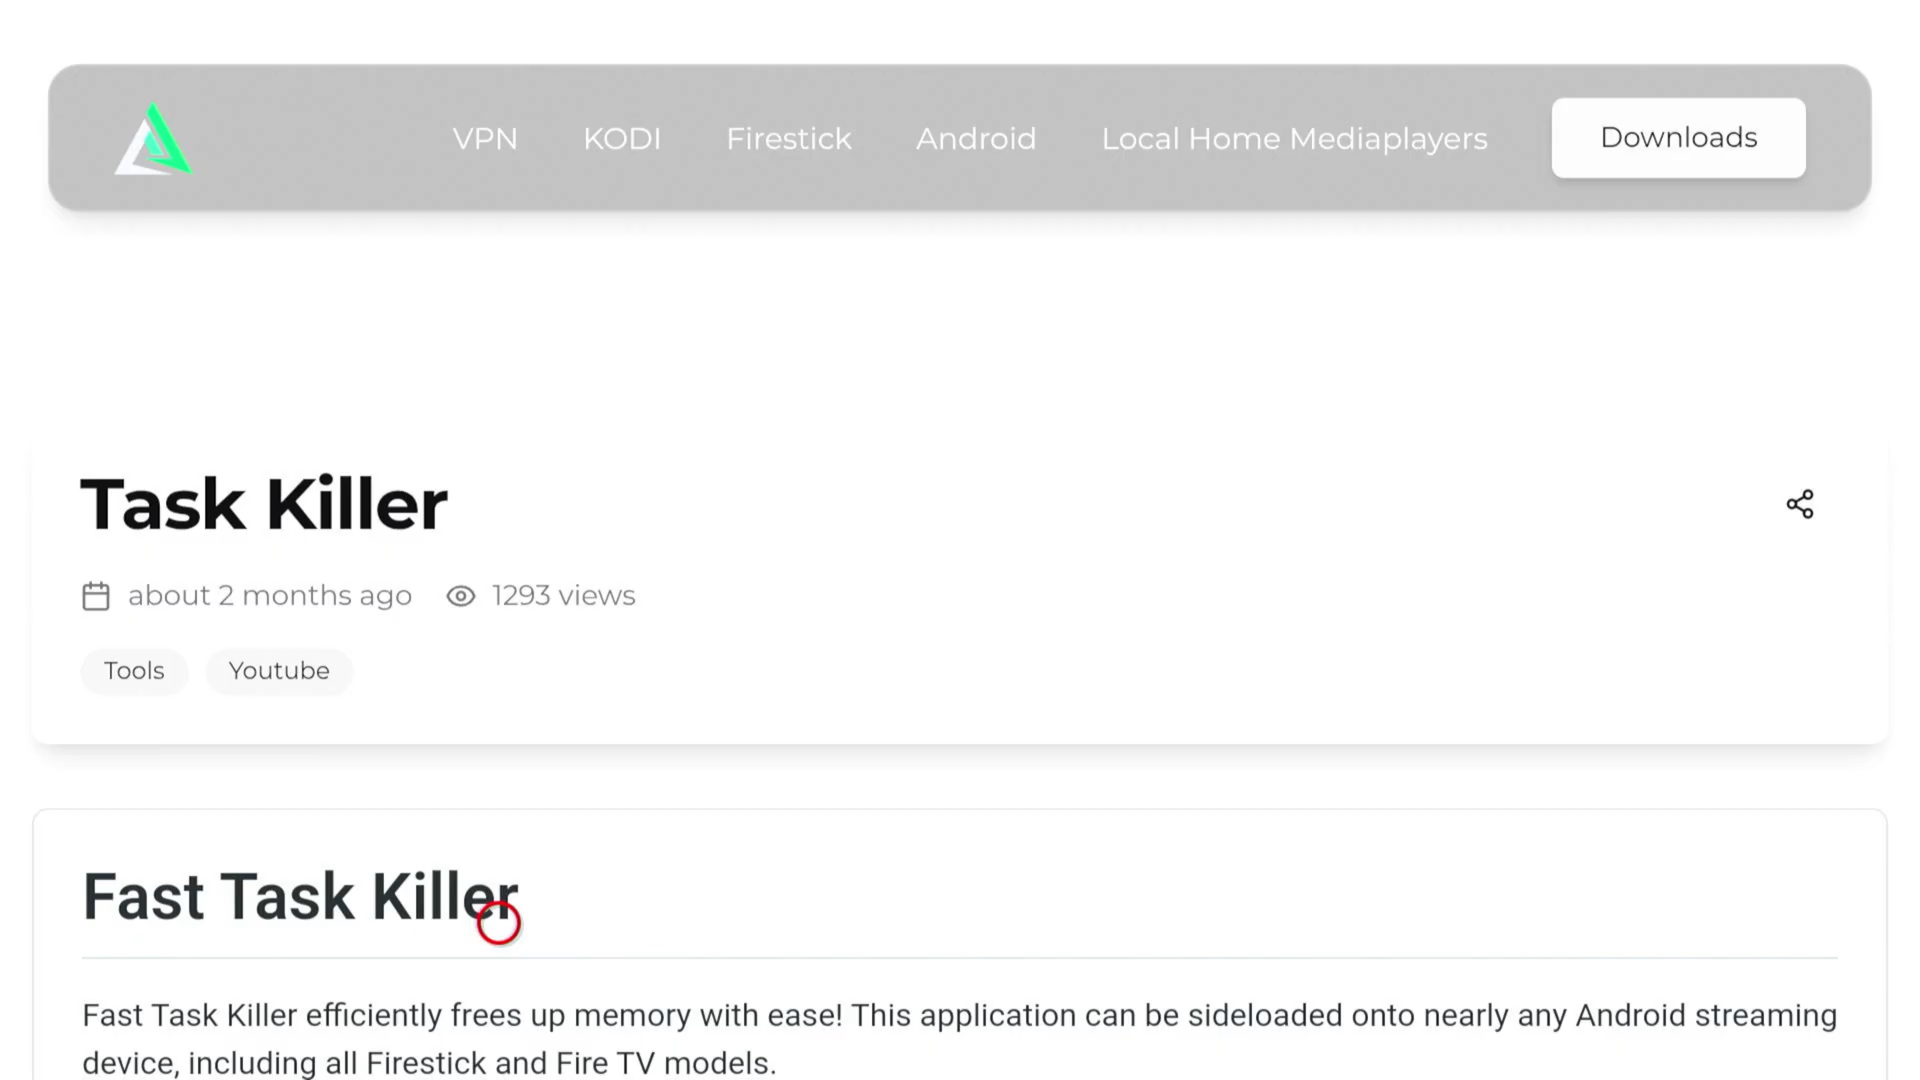 VPN KODI Firestick Android Local Home Mediaplayers Downloads
Task Killer
about 2 months ago 1293 views
Tools Youtube
Fast Task Killer
Fast Task Killer efficiently frees up memory with ease! This application can be sideloaded onto nearly any Android streaming
device, including all Firestick and Fire TV models.